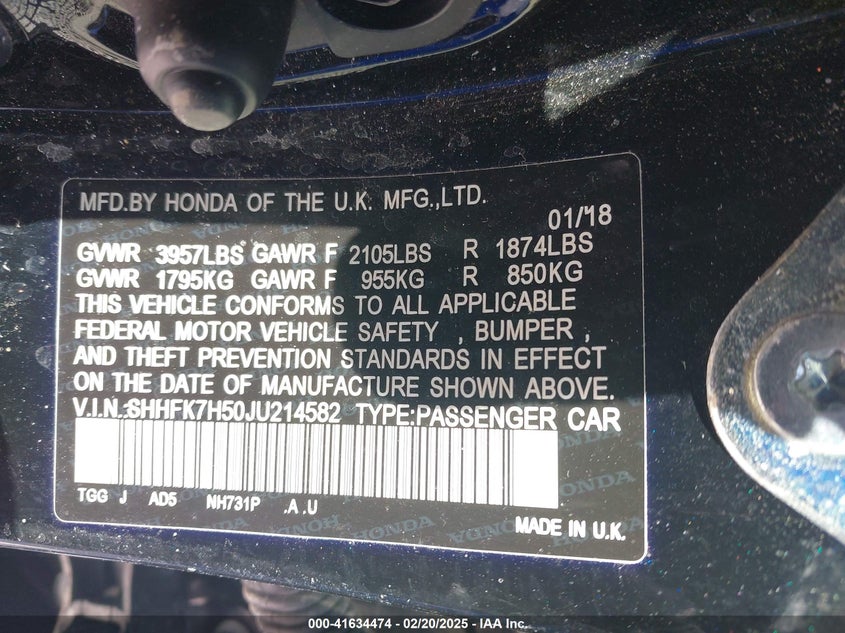 MFD.BY HONDA OF THE U.K. MFG.,LTD.
01/'18
GVWR 3957LBS GAWR F 2105LBS R 1874LBS
GVWR 1795KG GAWR F 955KG R 850KG
THIS VEHICLE CONFORMS TO ALL APPLICABLE
FEDERAL MOTOR VEHICLE SAFETY , BUMPER ,
AND THEFT PREVENTION STANDARDS IN EFFECT
ON THE DATE OF MANUFACTURE SHOWN ABOVE.
V.I.N.:SHHFK7H50JU214582 TYPE:PASSENGER CAR
TGG J AD5 NH731P .A .U
HONDA HONDA HONDA
MADE IN U.K.
000-41634474 — 02/20/2025 — IAA Inc.